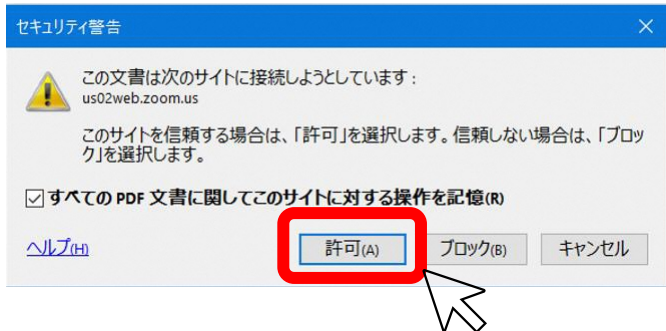 セキュリティ警告
この文書は次のサイトに接続しようとしています :
us02web.zoom.us
このサイトを信頼する場合は、「許可」を選択します。信頼しない場合は、「ブロッ
ク」を選択します。
すべての PDF 文書に関してこのサイトに対する操作を記憶(R)
ヘルプ(H)
許可(A)
ブロック(B)
キャンセル